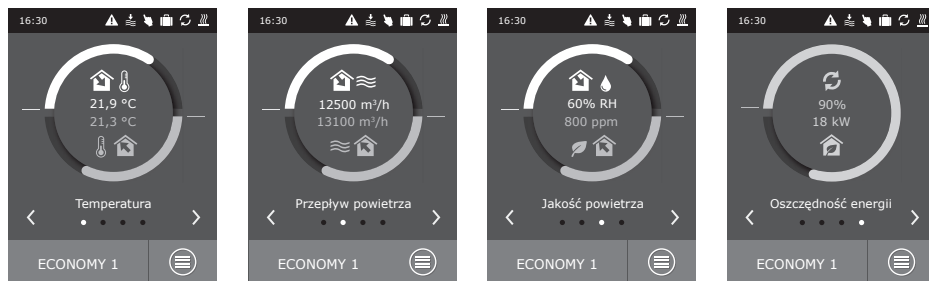 16:30
21,9 °C
21,3 °C
Temperatura
ECONOMY 1
16:30
12500 m³/h
13100 m³/h
Przepływ powietrza
ECONOMY 1
16:30
60% RH
800 ppm
Jakość powietrza
ECONOMY 1
16:30
90%
18 kW
Oszczędność energii
ECONOMY 1